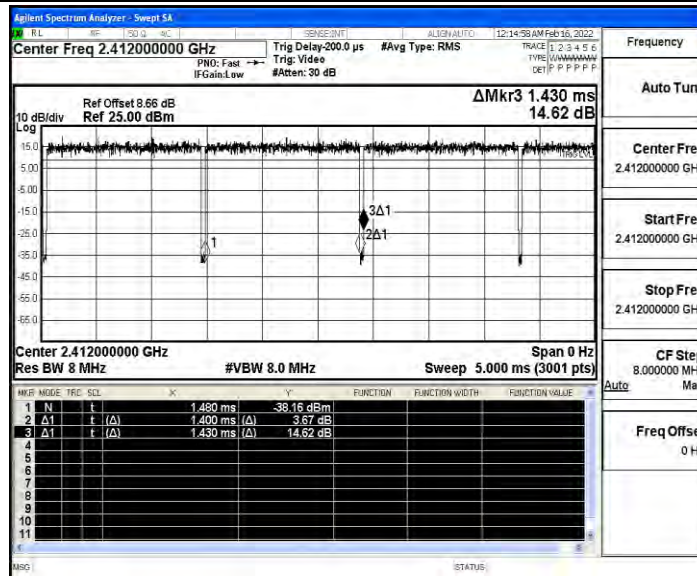 Agilent Spectrum Analyzer - Swept SA
RL RF 50 Ω AC SENSE:INT ALIGN AUTO 12:14:58 AM Feb 16, 2022
Center Freq 2.412000000 GHz
PNO: Fast
IFGain:Low
Trig Delay-200.0 µs
Trig: Video
#Atten: 30 dB
#Avg Type: RMS
TRACE 1 2 3 4 5 6
TYPE WWWWWW
DET P P P P P P
Ref Offset 8.66 dB
10 dB/div Ref 25.00 dBm
Log
ΔMkr3 1.430 ms
14.62 dB
15.0
TRIG LVL
5.00
-5.00
-15.0
3Δ1
-25.0
2Δ1
1
-35.0
-45.0
-55.0
-65.0
Center 2.412000000 GHz Span 0 Hz
Res BW 8 MHz #VBW 8.0 MHz Sweep 5.000 ms (3001 pts)
MKR MODE TRC SCL X Y FUNCTION FUNCTION WIDTH FUNCTION VALUE
1 N t 1.480 ms -38.16 dBm
2 Δ1 t (Δ) 1.400 ms (Δ) 3.67 dB
3 Δ1 t (Δ) 1.430 ms (Δ) 14.62 dB
4
5
6
7
8
9
10
11
MSG STATUS
Frequency
Auto Tun
Center Fre
2.412000000 GH
Start Fre
2.412000000 GH
Stop Fre
2.412000000 GH
CF Ste
8.000000 MH
Auto Ma
Freq Offse
0 H